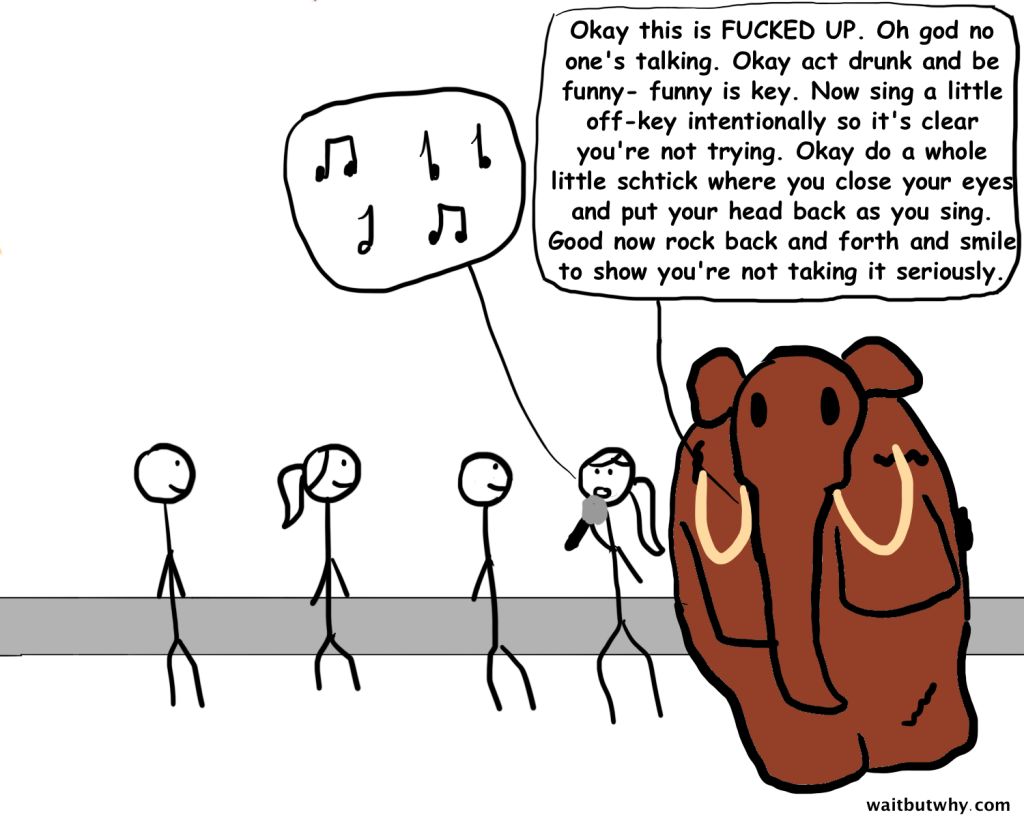 Okay this is FUCKED UP. Oh god no
one's talking. Okay act drunk and be
funny- funny is key. Now sing a little
off-key intentionally so it's clear
you're not trying. Okay do a whole
little schtick where you close your eyes
and put your head back as you sing.
Good now rock back and forth and smile
to show you're not taking it seriously.
waitbutwhy.com